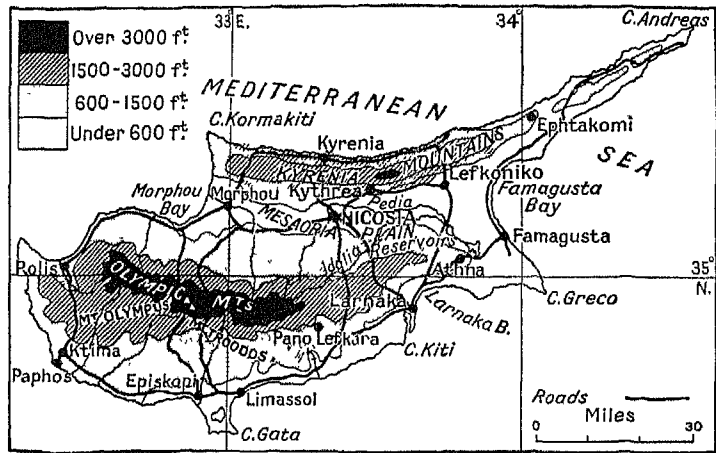 33°E.
34°
C. Andreas
Over 3000 ft.
1500-3000 ft.
600-1500 ft.
Under 600 ft.
MEDITERRANEAN
SEA
C. Kormakiti
Kyrenia
Ephtakomi
KYRENIA MOUNTAINS
Lefkoniko
Kythrea
Morphou Bay
Morphou
Pedia
Famagusta Bay
MESAORIA PLAIN
NICOSIA
Famagusta
Reservoirs
Polis
Athna
35°
N.
OLYMPIC MTS
Larnaka
C. Greco
MT. OLYMPUS
Larnaka B.
Pano Lefkara
C. Kiti
Ktima
Paphos
Episkopi
Limassol
C. Gata
Roads
Miles
0
30